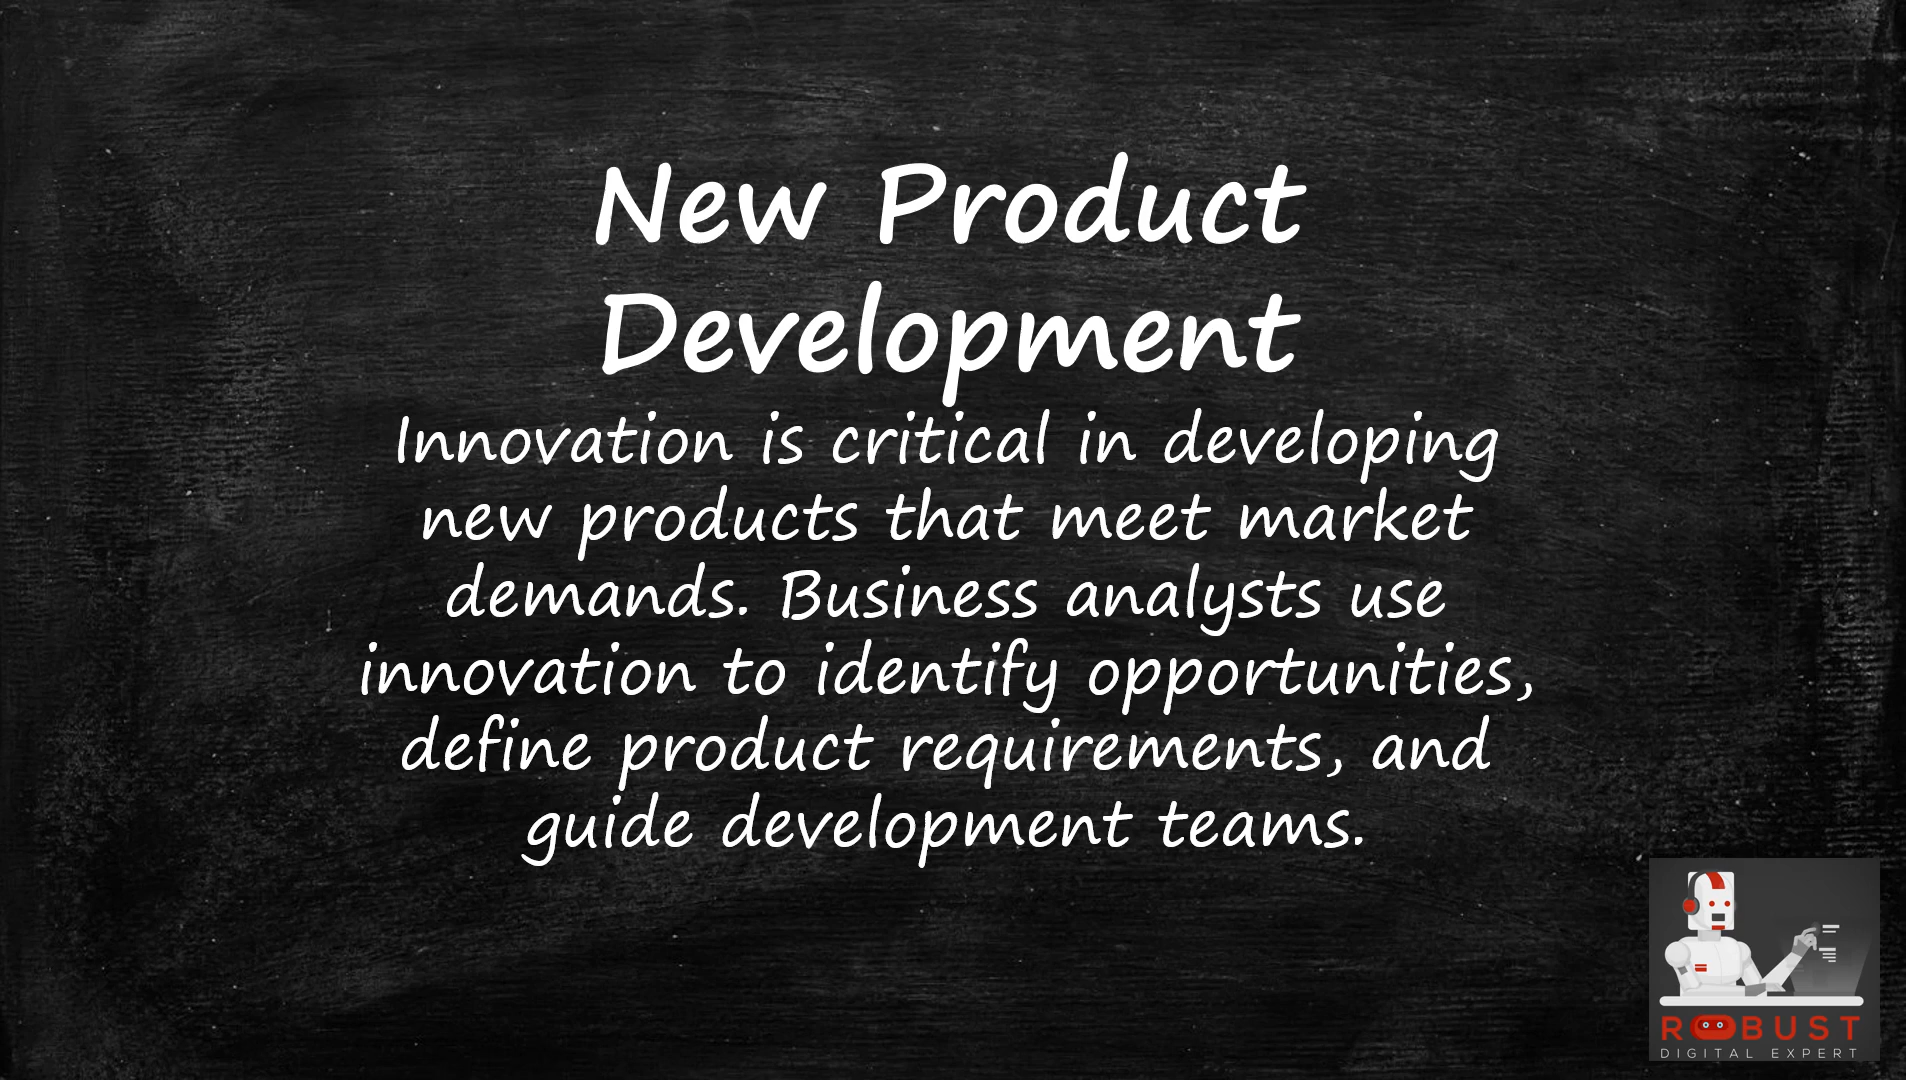 New Product
Development
Innovation is critical in developing
new products that meet market
demands. Business analysts use
innovation to identify opportunities,
define product requirements, and
guide development teams.
ROBUST
DIGITAL EXPERT